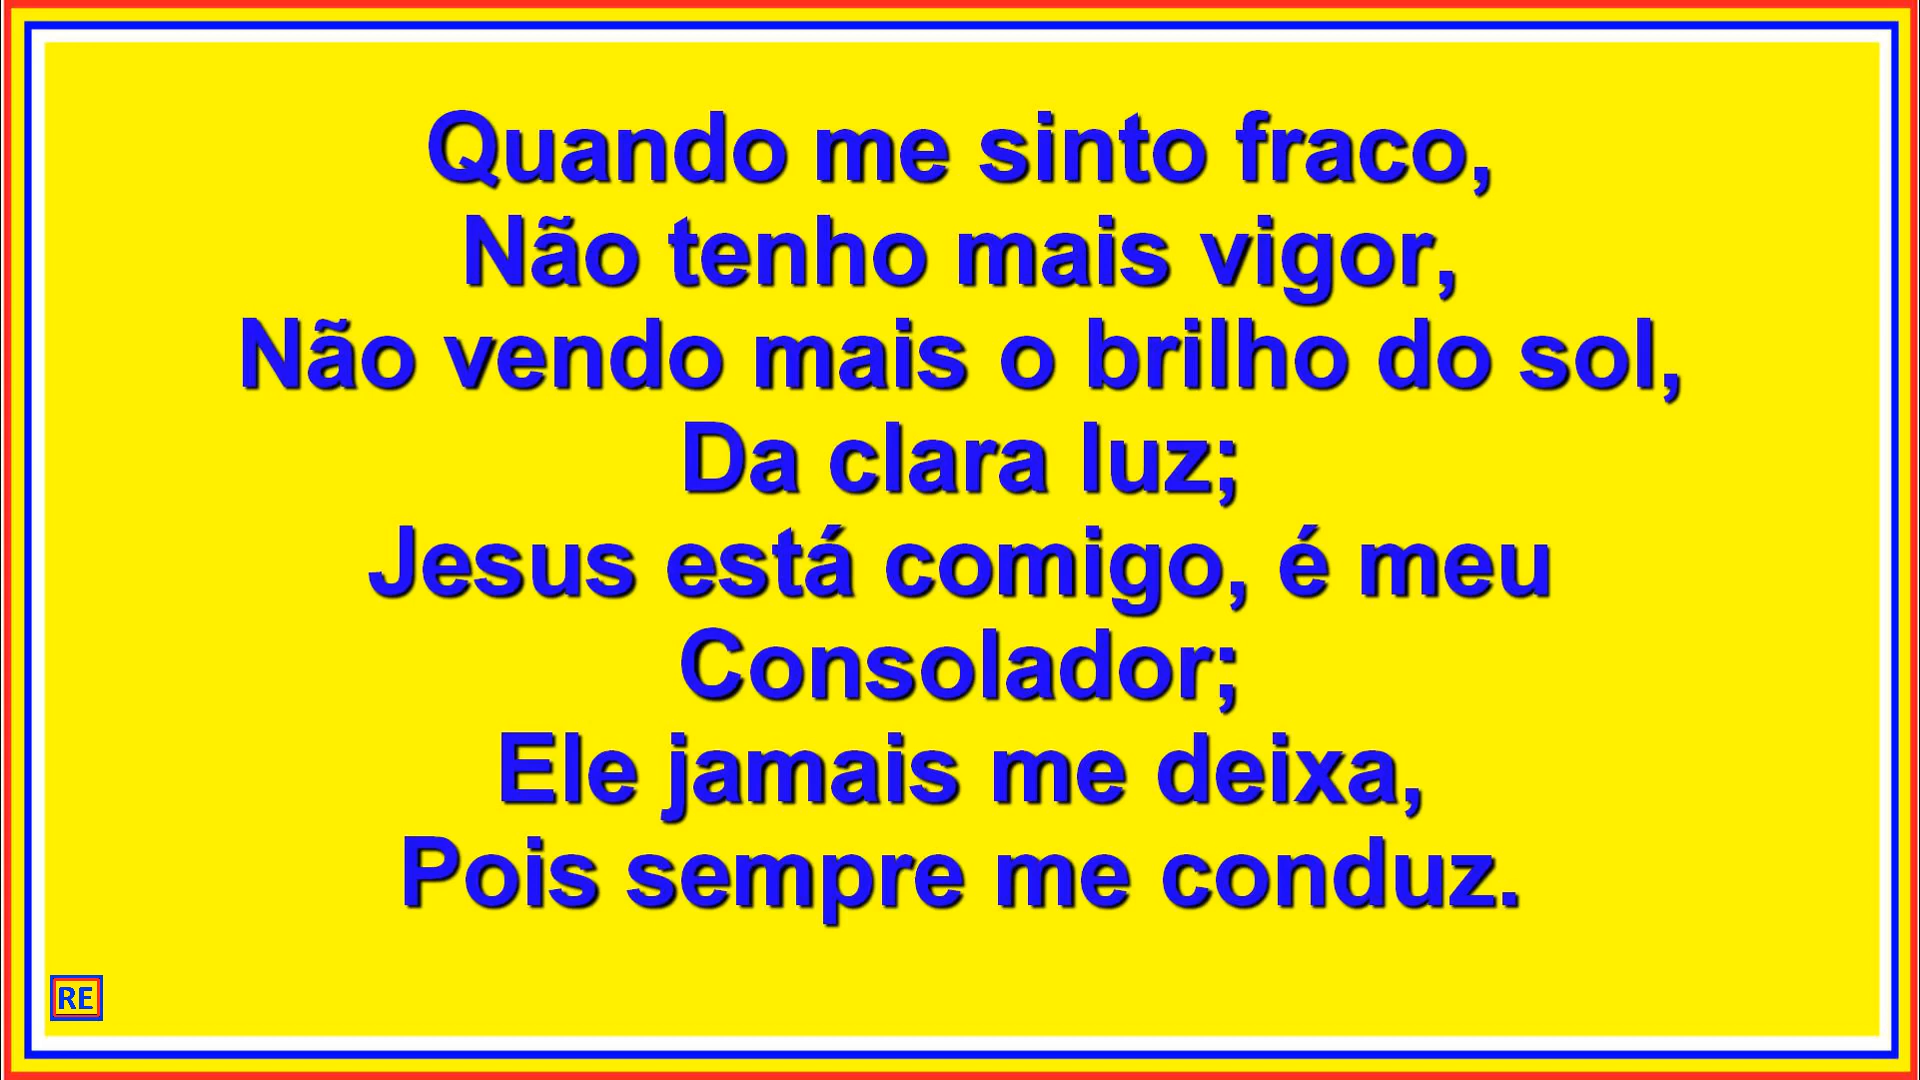 Quando me sinto fraco,
Não tenho mais vigor,
Não vendo mais o brilho do sol,
Da clara luz;
Jesus está comigo, é meu
Consolador;
Ele jamais me deixa,
Pois sempre me conduz.
RE